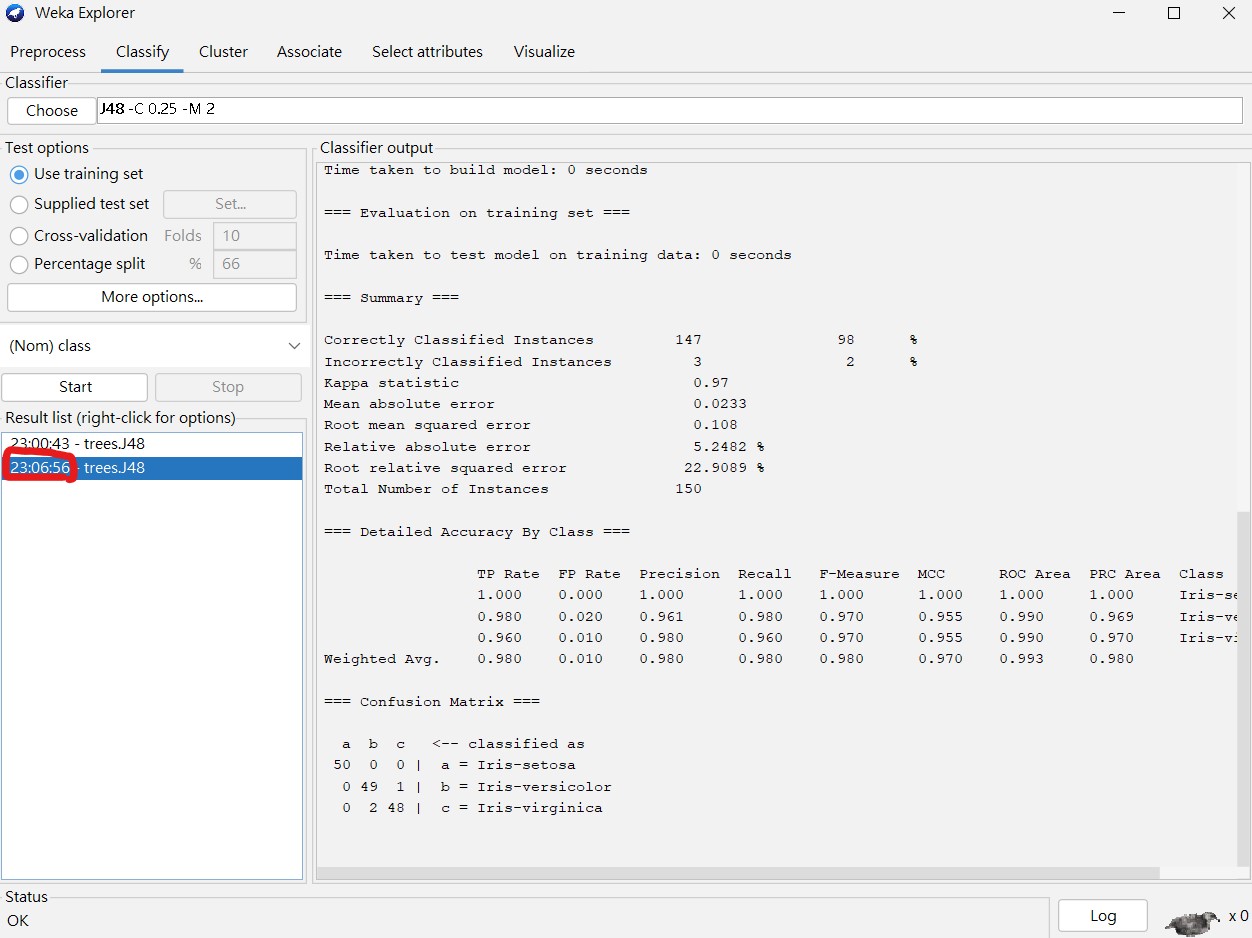 Weka Explorer
Preprocess Classify Cluster Associate Select attributes Visualize
Classifier
Choose J48 -C 0.25 -M 2
Test options
Use training set
Supplied test set Set...
Cross-validation Folds 10
Percentage split % 66
More options...
(Nom) class
Start Stop
Result list (right-click for options)
23:00:43 - trees.J48
23:06:56 - trees.J48
Classifier output
Time taken to build model: 0 seconds
=== Evaluation on training set ===
Time taken to test model on training data: 0 seconds
=== Summary ===
Correctly Classified Instances 147 98 %
Incorrectly Classified Instances 3 2 %
Kappa statistic 0.97
Mean absolute error 0.0233
Root mean squared error 0.108
Relative absolute error 5.2482 %
Root relative squared error 22.9089 %
Total Number of Instances 150
=== Detailed Accuracy By Class ===
TP Rate FP Rate Precision Recall F-Measure MCC ROC Area PRC Area Class
1.000 0.000 1.000 1.000 1.000 1.000 1.000 1.000 Iris-se
0.980 0.020 0.961 0.980 0.970 0.955 0.990 0.969 Iris-ve
0.960 0.010 0.980 0.960 0.970 0.955 0.990 0.970 Iris-vi
Weighted Avg. 0.980 0.010 0.980 0.980 0.980 0.970 0.993 0.980
=== Confusion Matrix ===
a b c <-- classified as
50 0 0 | a = Iris-setosa
0 49 1 | b = Iris-versicolor
0 2 48 | c = Iris-virginica
Status
OK
Log
x 0